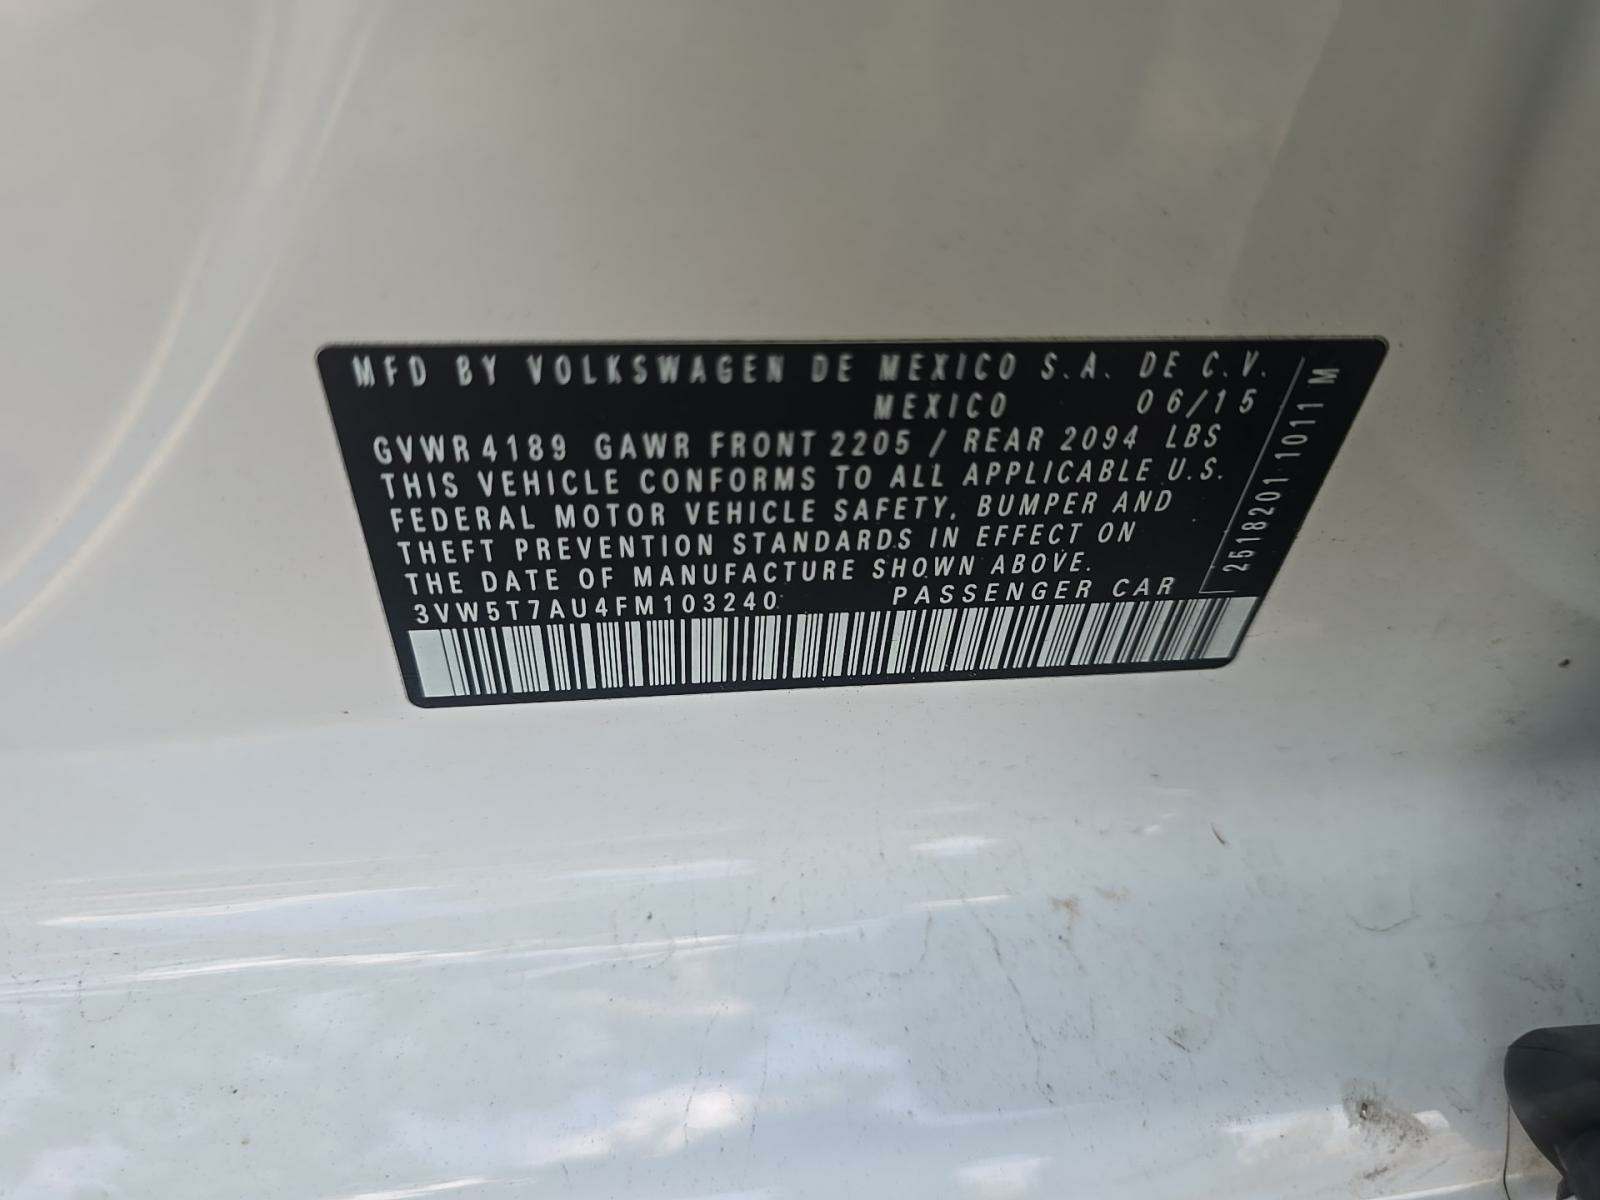 MFD BY VOLKSWAGEN DE MEXICO S.A. DE C.V.
MEXICO 06/15
GVWR 4189 GAWR FRONT 2205 / REAR 2094 LBS
THIS VEHICLE CONFORMS TO ALL APPLICABLE U.S.
FEDERAL MOTOR VEHICLE SAFETY, BUMPER AND
THEFT PREVENTION STANDARDS IN EFFECT ON
THE DATE OF MANUFACTURE SHOWN ABOVE.
3VW5T7AU4FM103240 PASSENGER CAR
2518201 1011 M